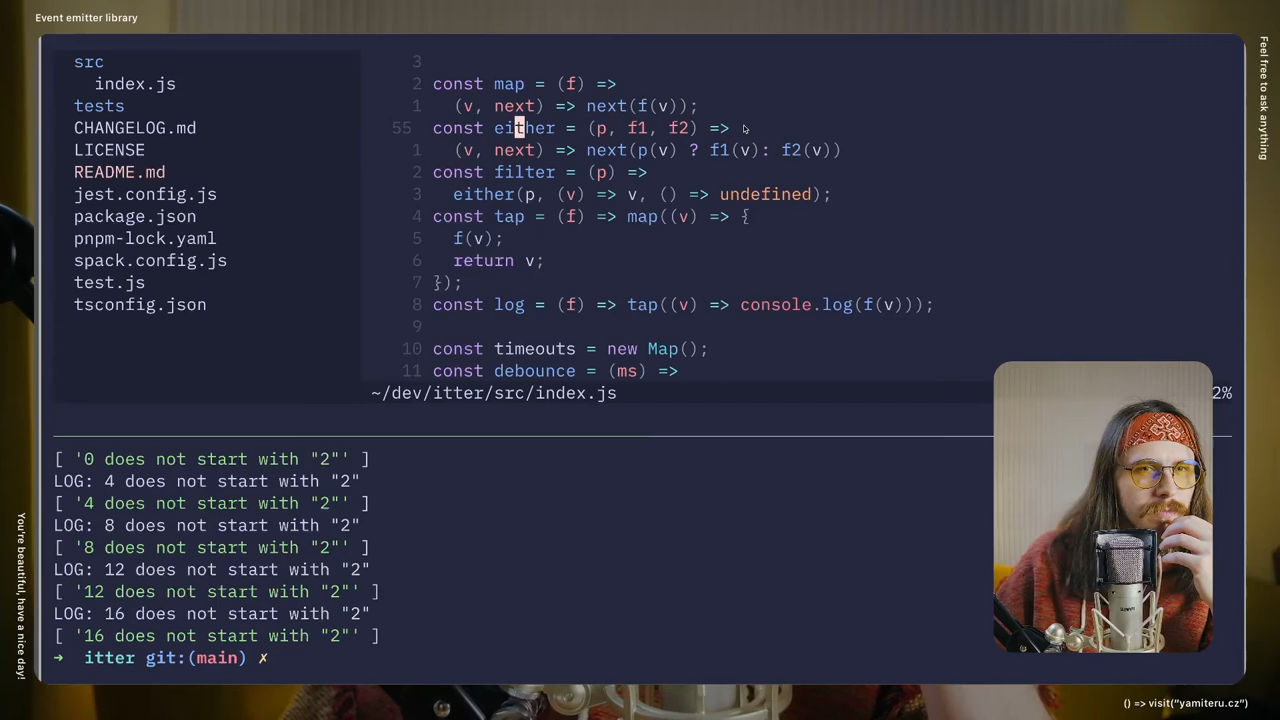 Event emitter library
Feel free to ask anything
src
index.js
tests
CHANGELOG.md
LICENSE
README.md
jest.config.js
package.json
pnpm-lock.yaml
spack.config.js
test.js
tsconfig.json
3
2 const map = (f) =>
1 (v, next) => next(f(v));
55 const either = (p, f1, f2) =>
1 (v, next) => next(p(v) ? f1(v): f2(v))
2 const filter = (p) =>
3 either(p, (v) => v, () => undefined);
4 const tap = (f) => map((v) => {
5 f(v);
6 return v;
7 });
8 const log = (f) => tap((v) => console.log(f(v)));
9
10 const timeouts = new Map();
11 const debounce = (ms) =>
~/dev/itter/src/index.js 2%
[ '0 does not start with "2"' ]
LOG: 4 does not start with "2"
[ '4 does not start with "2"' ]
LOG: 8 does not start with "2"
[ '8 does not start with "2"' ]
LOG: 12 does not start with "2"
[ '12 does not start with "2"' ]
LOG: 16 does not start with "2"
[ '16 does not start with "2"' ]
→ itter git:(main) ✗
You're beautiful, have a nice day!
() => visit("yamiteru.cz")